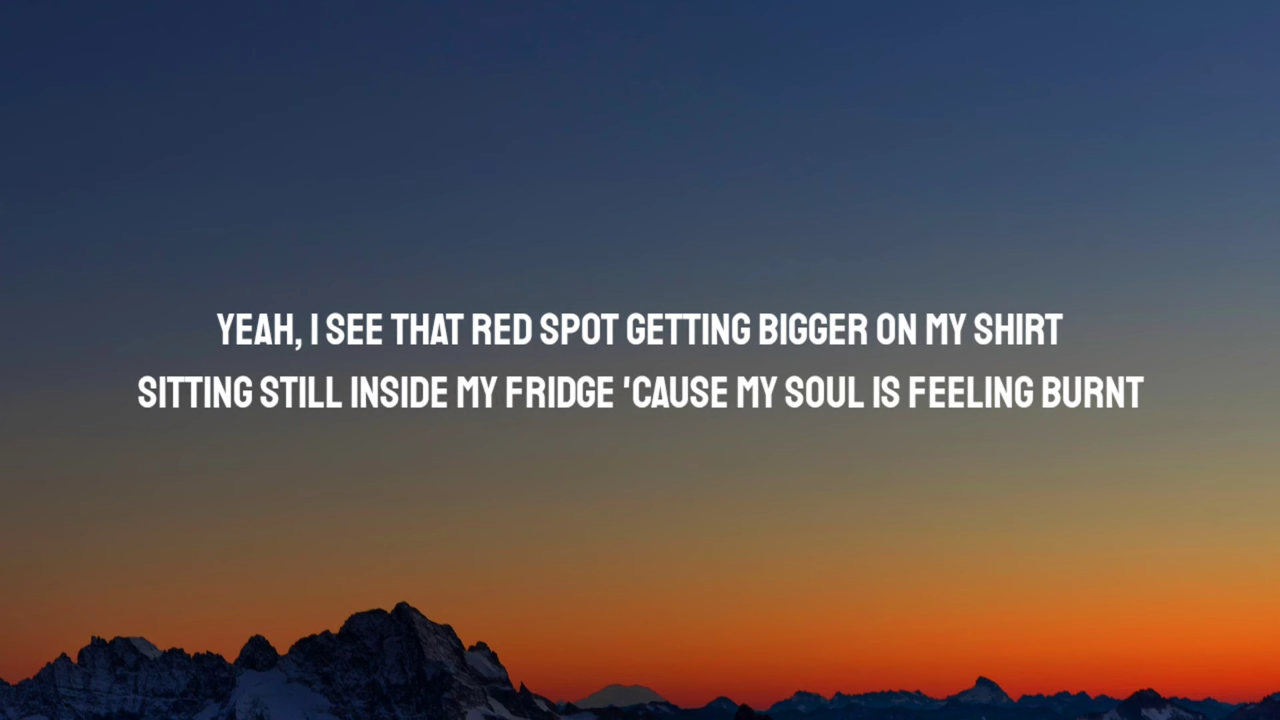 YEAH, I SEE THAT RED SPOT GETTING BIGGER ON MY SHIRT
SITTING STILL INSIDE MY FRIDGE 'CAUSE MY SOUL IS FEELING BURNT